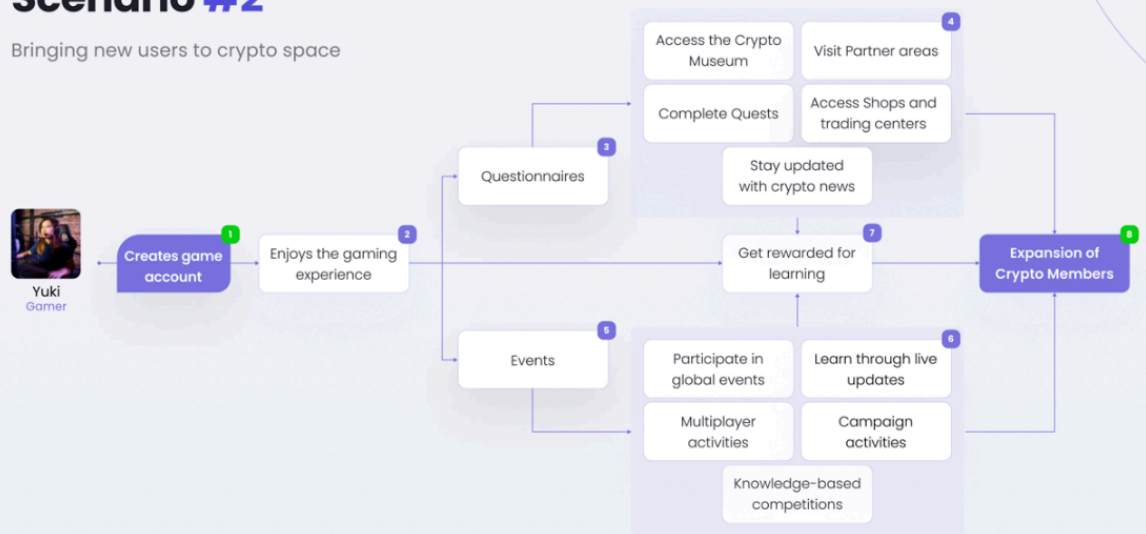 Scenario #2
Bringing new users to crypto space
Yuki
Gamer
1
Creates game
account
2
Enjoys the gaming
experience
3
Questionnaires
4
Access the Crypto
Museum
Visit Partner areas
Complete Quests
Access Shops and
trading centers
Stay updated
with crypto news
5
Events
6
Participate in
global events
Learn through live
updates
Multiplayer
activities
Campaign
activities
Knowledge-based
competitions
7
Get rewarded for
learning
8
Expansion of
Crypto Members